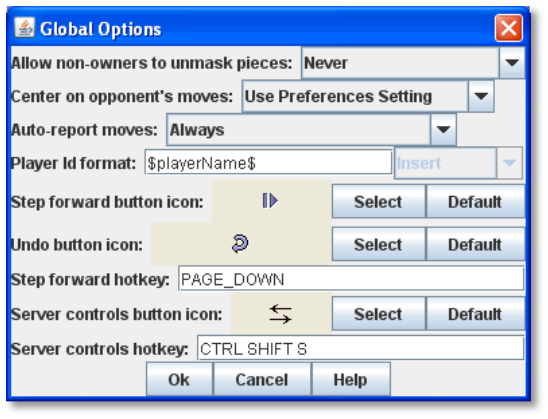 Global Options
Allow non-owners to unmask pieces: Never
Center on opponent's moves: Use Preferences Setting
Auto-report moves: Always
Player Id format: $playerName$ Insert
Step forward button icon: Select Default
Undo button icon: Select Default
Step forward hotkey: PAGE_DOWN
Server controls button icon: Select Default
Server controls hotkey: CTRL SHIFT S
Ok Cancel Help